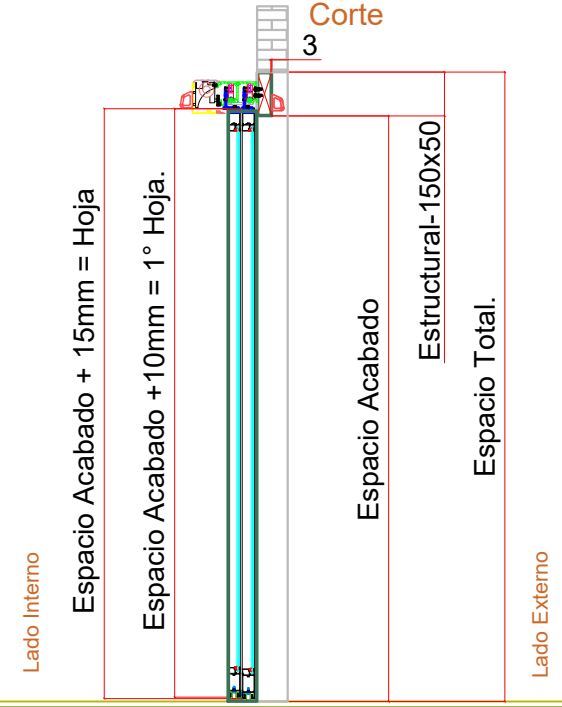 Corte
3
Espacio Acabado + 15mm = Hoja
Espacio Acabado +10mm = 1° Hoja.
Espacio Acabado
Estructural-150x50
Espacio Total.
Lado Interno
Lado Externo